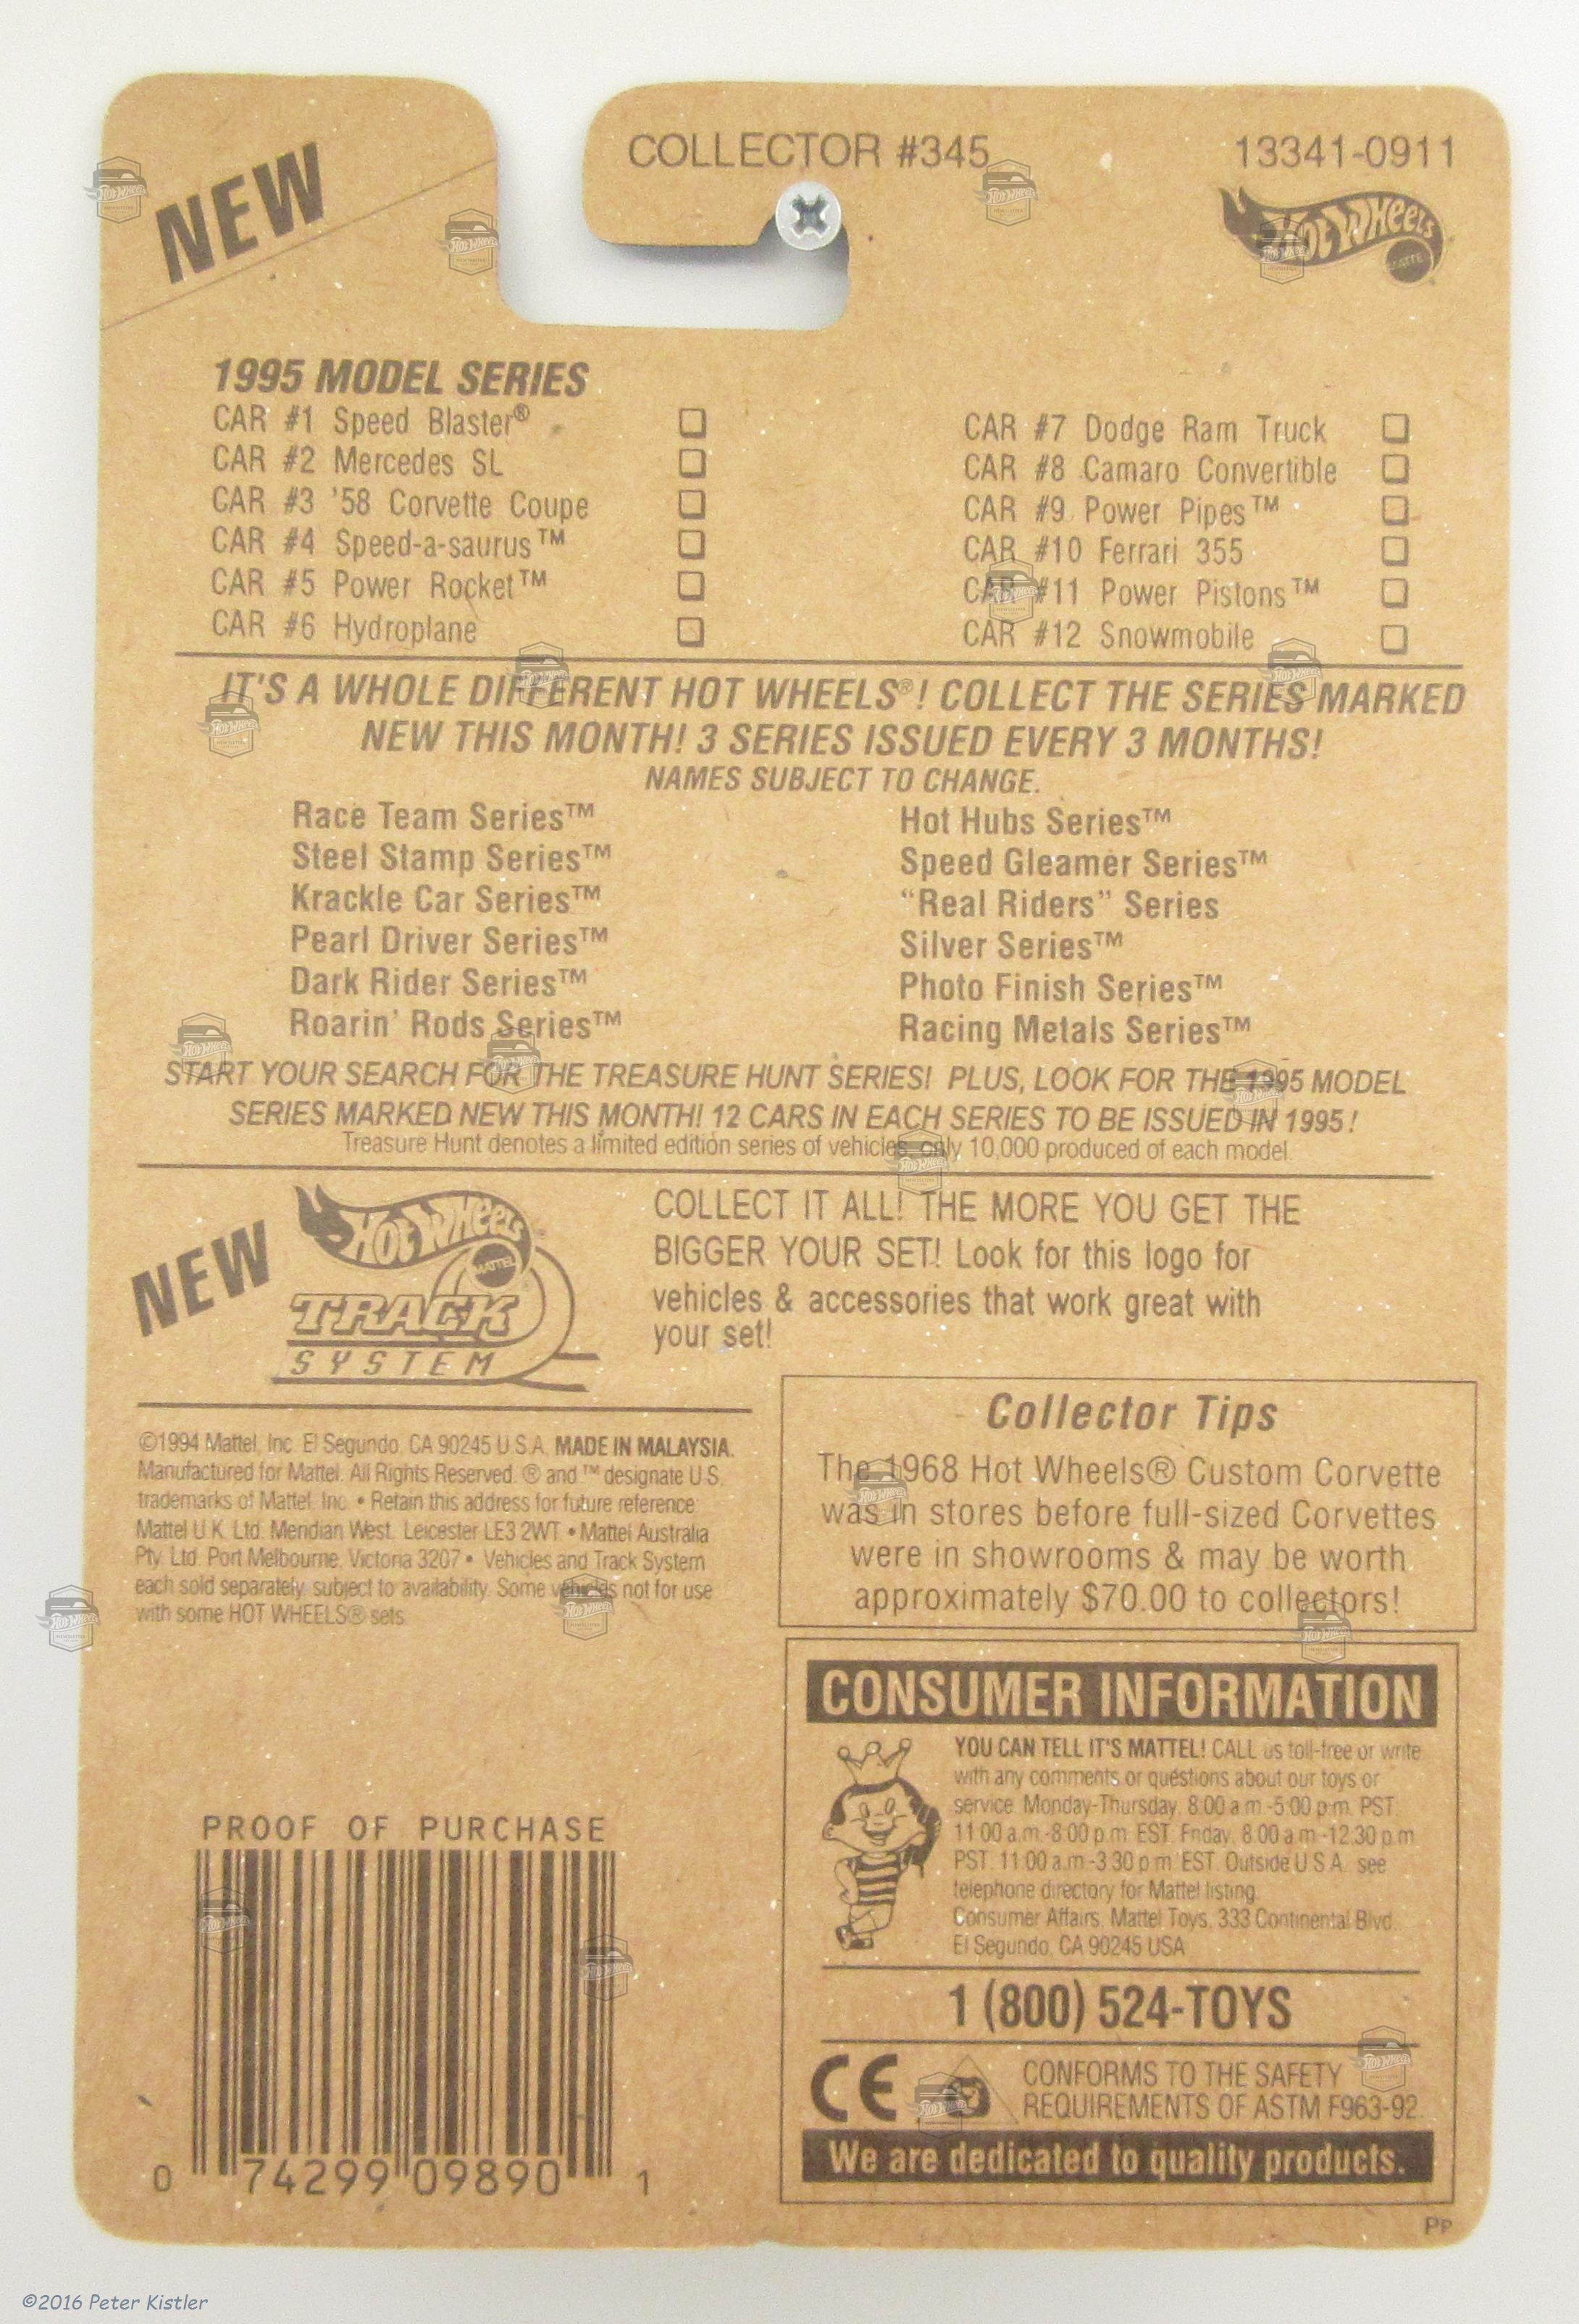 NEW
COLLECTOR #345
13341-0911
HOT WHEELS
MATTEL
1995 MODEL SERIES
CAR #1 Speed Blaster®
CAR #2 Mercedes SL
CAR #3 '58 Corvette Coupe
CAR #4 Speed-a-saurus™
CAR #5 Power Rocket™
CAR #6 Hydroplane
CAR #7 Dodge Ram Truck
CAR #8 Camaro Convertible
CAR #9 Power Pipes™
CAR #10 Ferrari 355
CAR #11 Power Pistons™
CAR #12 Snowmobile
IT'S A WHOLE DIFFERENT HOT WHEELS®! COLLECT THE SERIES MARKED
NEW THIS MONTH! 3 SERIES ISSUED EVERY 3 MONTHS!
NAMES SUBJECT TO CHANGE.
Race Team Series™
Steel Stamp Series™
Krackle Car Series™
Pearl Driver Series™
Dark Rider Series™
Roarin' Rods Series™
Hot Hubs Series™
Speed Gleamer Series™
“Real Riders” Series
Silver Series™
Photo Finish Series™
Racing Metals Series™
START YOUR SEARCH FOR THE TREASURE HUNT SERIES! PLUS, LOOK FOR THE 1995 MODEL
SERIES MARKED NEW THIS MONTH! 12 CARS IN EACH SERIES TO BE ISSUED IN 1995!
Treasure Hunt denotes a limited edition series of vehicles, only 10,000 produced of each model.
NEW
HOT WHEELS
MATTEL
TRACK
SYSTEM
COLLECT IT ALL! THE MORE YOU GET THE
BIGGER YOUR SET! Look for this logo for
vehicles & accessories that work great with
your set!
©1994 Mattel, Inc. El Segundo, CA 90245 U.S.A. MADE IN MALAYSIA.
Manufactured for Mattel. All Rights Reserved. ® and ™ designate U.S.
trademarks of Mattel, Inc. • Retain this address for future reference:
Mattel U.K. Ltd. Meridian West, Leicester LE3 2WT. • Mattel Australia
Pty. Ltd. Port Melbourne, Victoria 3207 • Vehicles and Track System
each sold separately, subject to availability. Some vehicles not for use
with some HOT WHEELS® sets.
Collector Tips
The 1968 Hot Wheels® Custom Corvette
was in stores before full-sized Corvettes
were in showrooms & may be worth
approximately $70.00 to collectors!
CONSUMER INFORMATION
YOU CAN TELL IT'S MATTEL! CALL us toll-free or write
with any comments or questions about our toys or
service. Monday-Thursday, 8:00 a.m.-5:00 p.m. PST.
11:00 a.m.-8:00 p.m. EST. Friday, 8:00 a.m.-12:30 p.m.
PST. 11:00 a.m.-3:30 p.m. EST. Outside U.S.A. see
telephone directory for Mattel listing.
Consumer Affairs, Mattel Toys, 333 Continental Blvd.
El Segundo, CA 90245 USA
1 (800) 524-TOYS
CE
CONFORMS TO THE SAFETY
REQUIREMENTS OF ASTM F963-92.
We are dedicated to quality products.
PROOF OF PURCHASE
0 74299 09890 1
PP
©2016 Peter Kistler